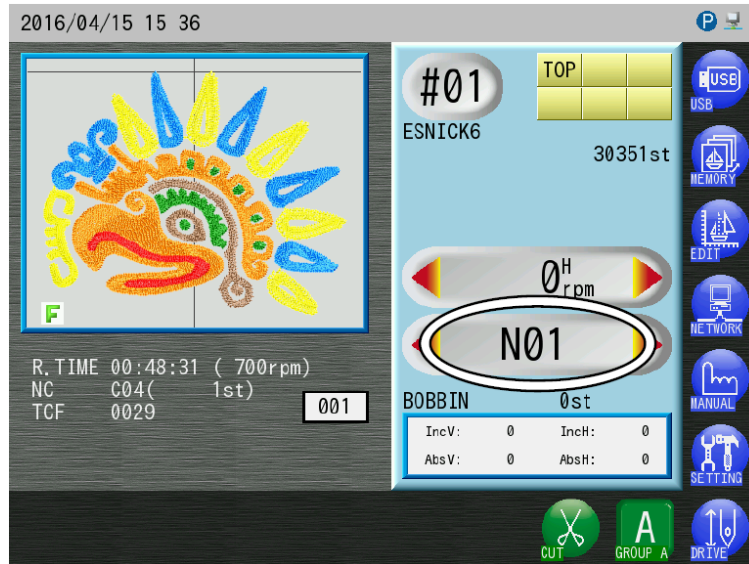 2016/04/15 15 36
P
#01
TOP
ESNICK6
30351st
0H rpm
N01
BOBBIN 0st
IncV: 0 IncH: 0
AbsV: 0 AbsH: 0
F
R.TIME 00:48:31 ( 700rpm)
NC C04( 1st)
TCF 0029
001
USB
USB
MEMORY
EDIT
NETWORK
MANUAL
SETTING
CUT
A
GROUP A
DRIVE